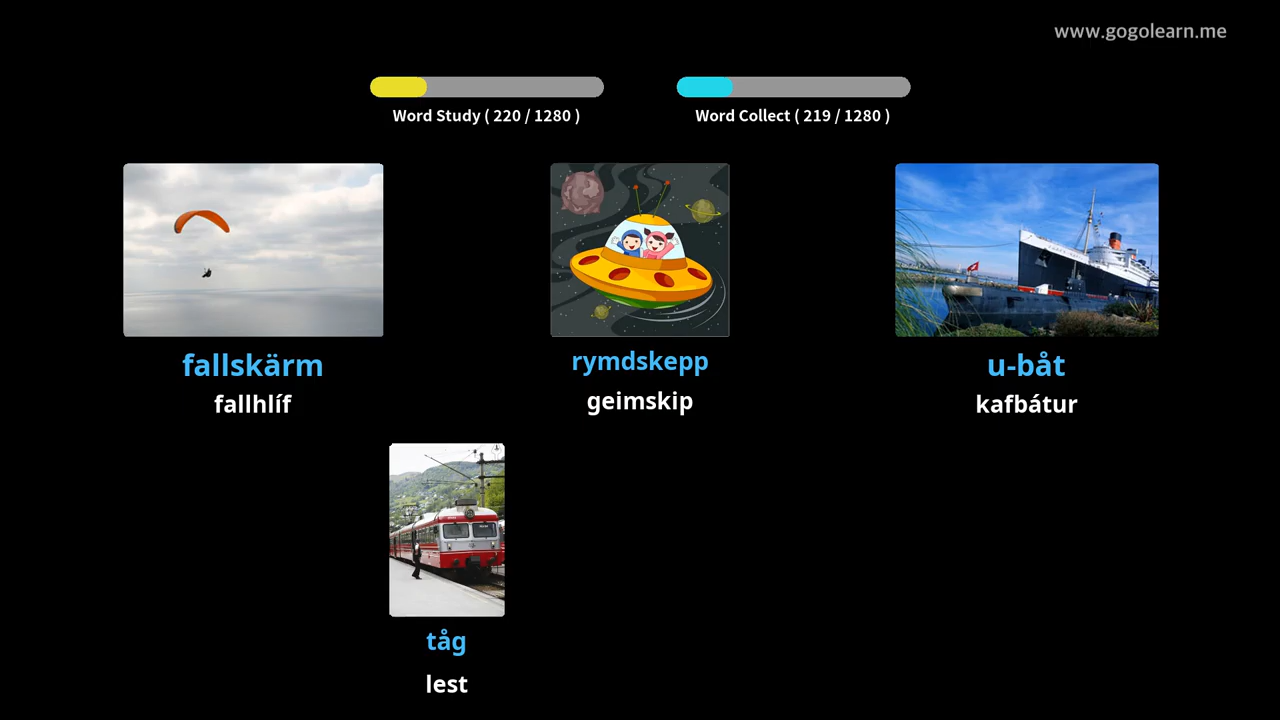 www.gogolearn.me
Word Study ( 220 / 1280 )
Word Collect ( 219 / 1280 )
fallskärm
fallhlíf
rymdskepp
geimskip
u-båt
kafbátur
tåg
lest